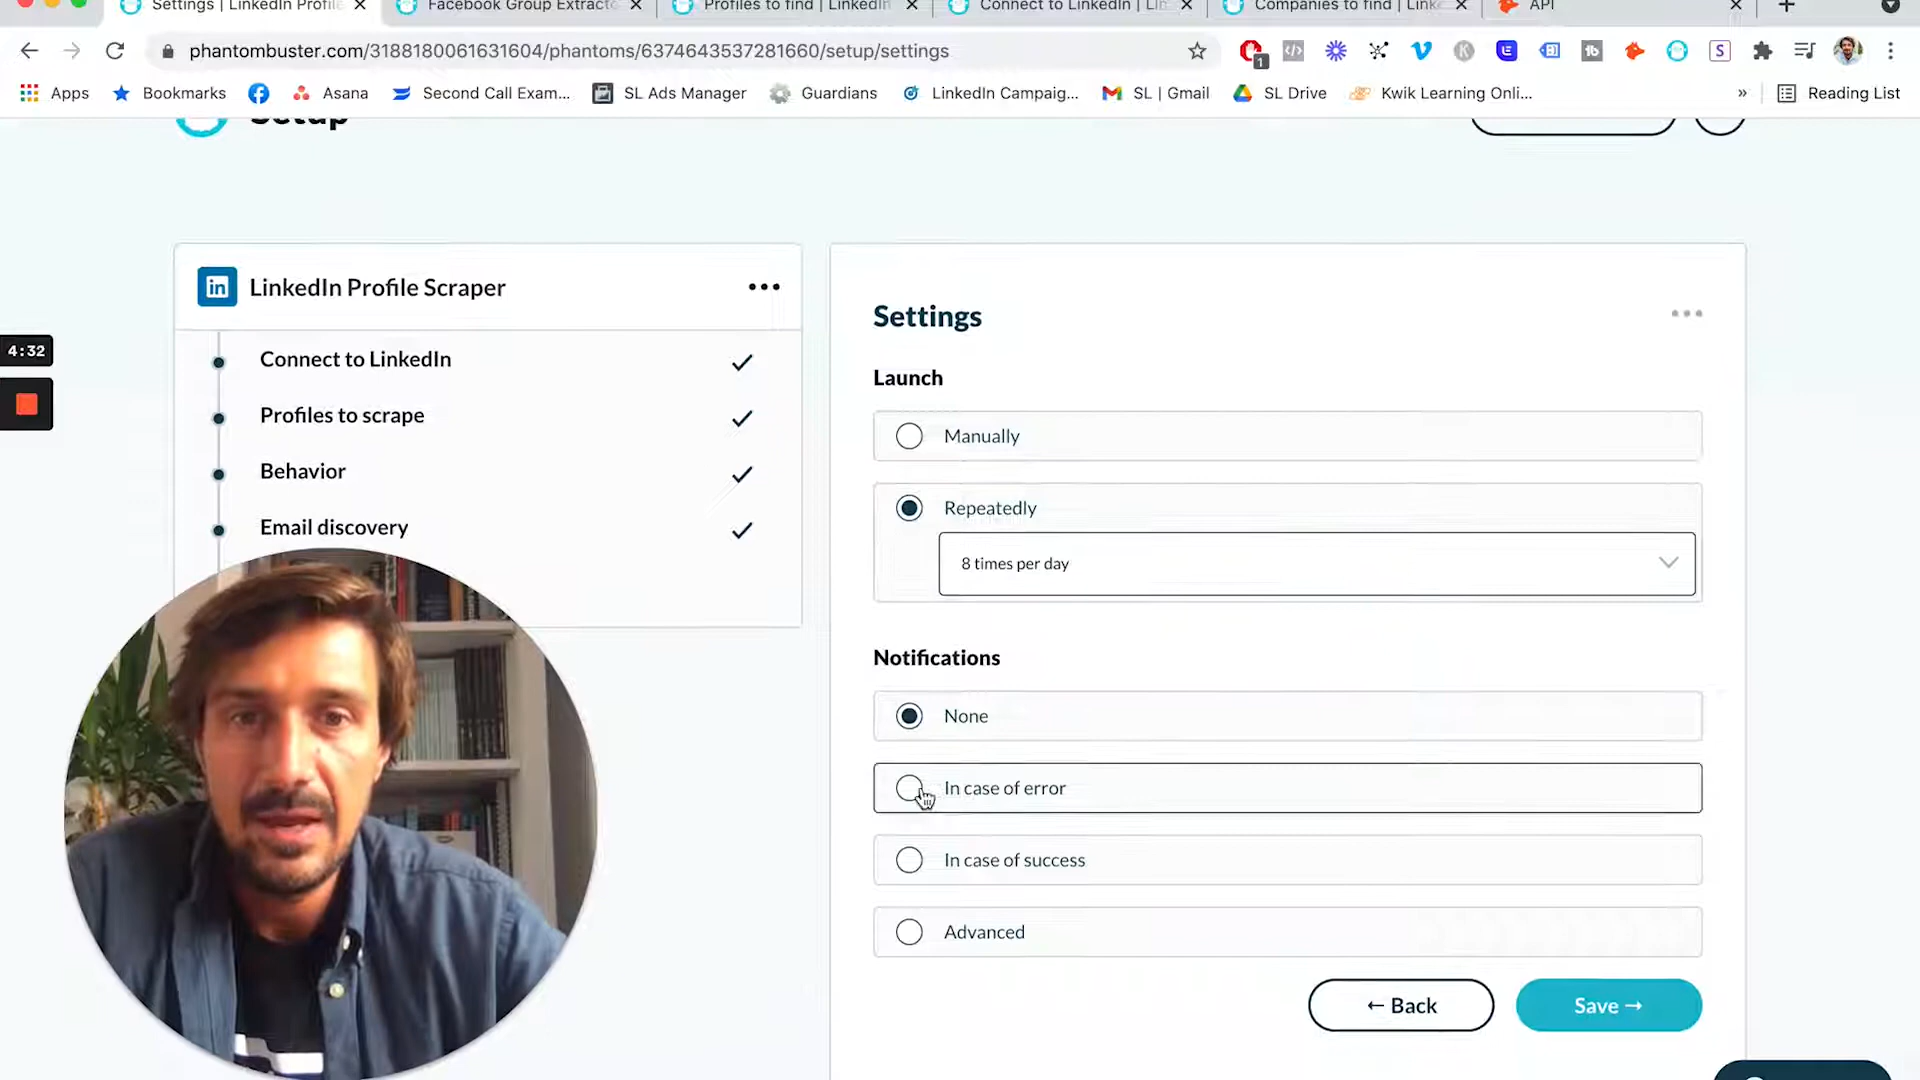 Settings | LinkedIn Profile
Facebook Group Extracto
Profiles to find | LinkedIn
Connect to LinkedIn | Lin
Companies to find | Linke
API
phantombuster.com/3188180061631604/phantoms/6374643537281660/setup/settings
1
Apps
Bookmarks
Asana
Second Call Exam...
SL Ads Manager
Guardians
LinkedIn Campaig...
SL | Gmail
SL Drive
Kwik Learning Onli...
»
Reading List
Setup
in LinkedIn Profile Scraper
Connect to LinkedIn
Profiles to scrape
Behavior
Email discovery
4:32
Settings
Launch
Manually
Repeatedly
8 times per day
Notifications
None
In case of error
In case of success
Advanced
← Back
Save →